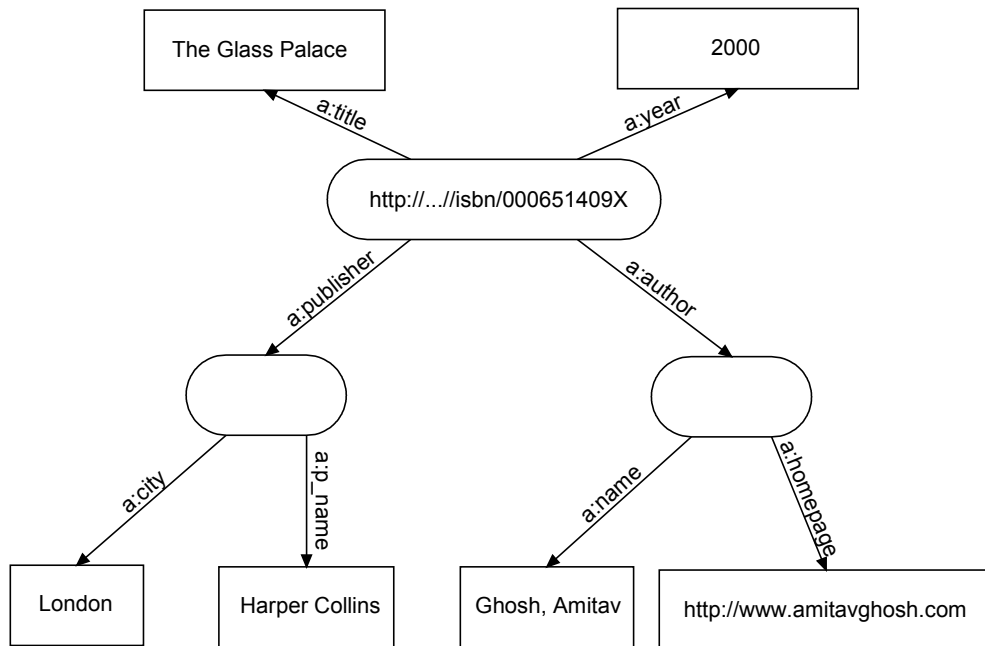 The Glass Palace
2000
a:title
a:year
http://...//isbn/000651409X
a:publisher
a:author
a:city
a:p_name
a:name
a:homepage
London
Harper Collins
Ghosh, Amitav
http://www.amitavghosh.com